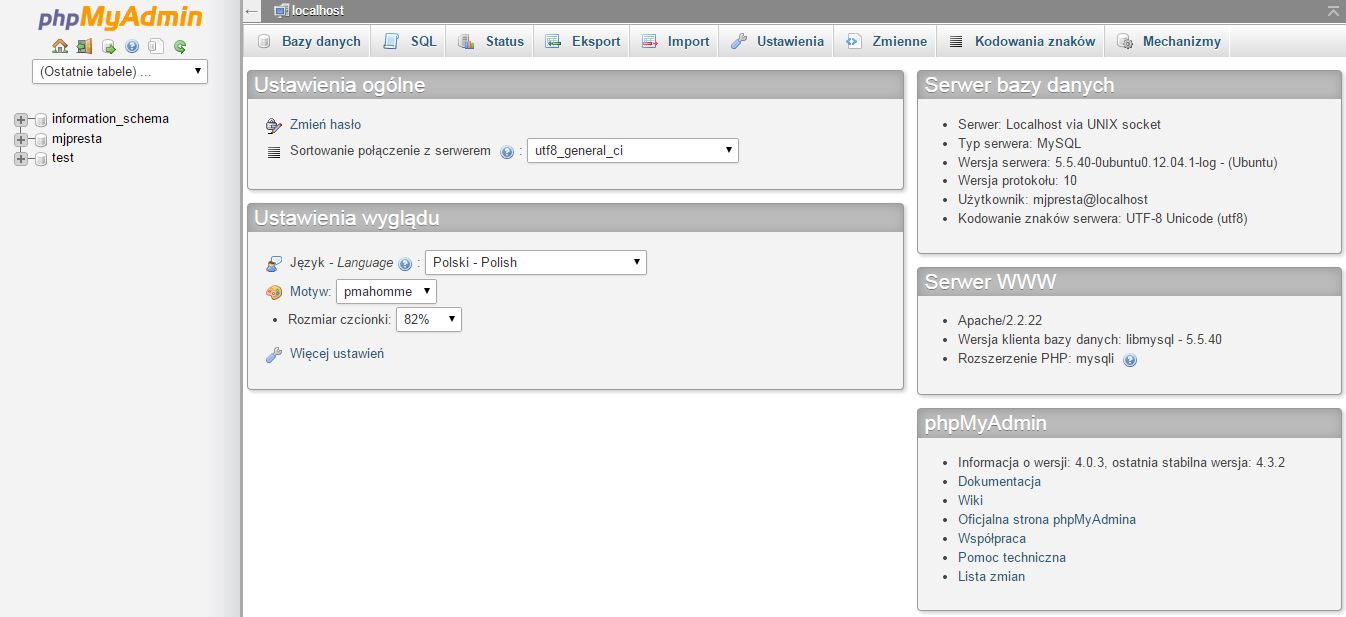 phpMyAdmin
(Ostatnie tabele) ...
information_schema
mjpresta
test
localhost
Bazy danych SQL Status Eksport Import Ustawienia Zmienne Kodowania znaków Mechanizmy
Ustawienia ogólne
Zmień hasło
Sortowanie połączenie z serwerem : utf8_general_ci
Ustawienia wyglądu
Język - Language : Polski - Polish
Motyw: pmahomme
Rozmiar czcionki: 82%
Więcej ustawień
Serwer bazy danych
Serwer: Localhost via UNIX socket
Typ serwera: MySQL
Wersja serwera: 5.5.40-0ubuntu0.12.04.1-log - (Ubuntu)
Wersja protokołu: 10
Użytkownik: mjpresta@localhost
Kodowanie znaków serwera: UTF-8 Unicode (utf8)
Serwer WWW
Apache/2.2.22
Wersja klienta bazy danych: libmysql - 5.5.40
Rozszerzenie PHP: mysqli
phpMyAdmin
Informacja o wersji: 4.0.3, ostatnia stabilna wersja: 4.3.2
Dokumentacja
Wiki
Oficjalna strona phpMyAdmina
Współpraca
Pomoc techniczna
Lista zmian